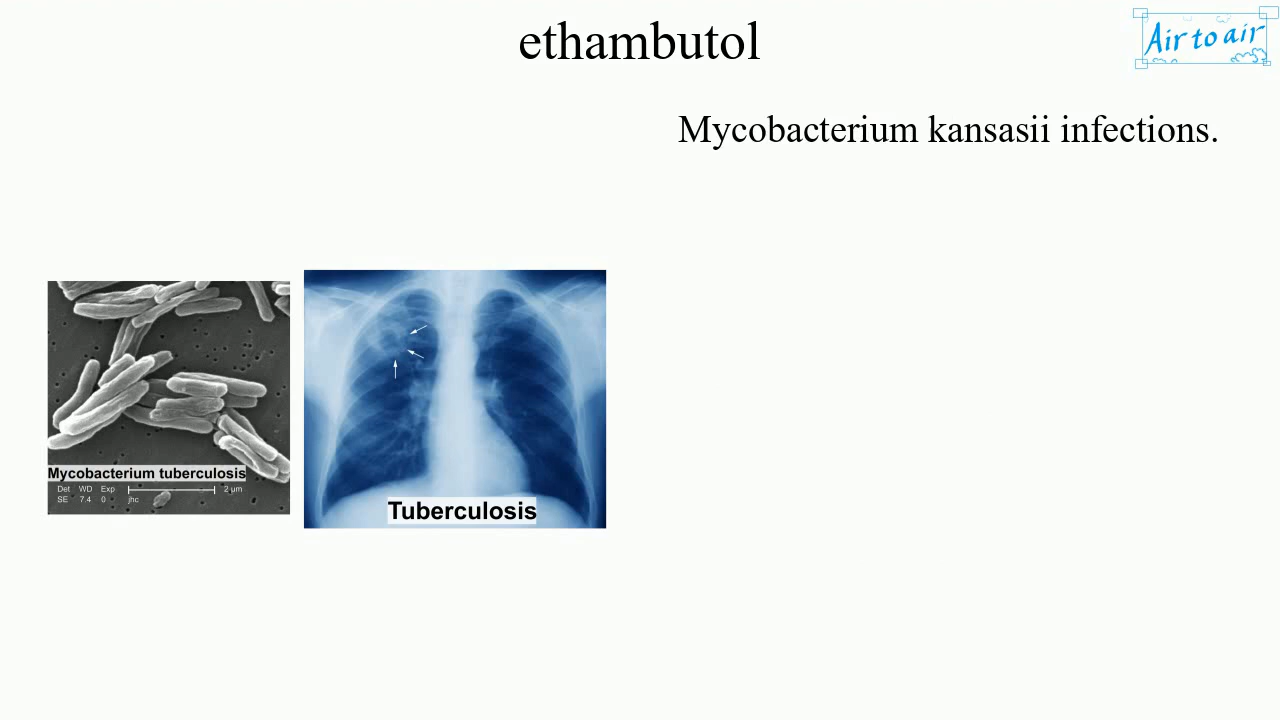 ethambutol
Air to air
Mycobacterium kansasii infections.
Mycobacterium tuberculosis
Det WD Exp 2 µm
SE 7.4 0 jhc
Tuberculosis